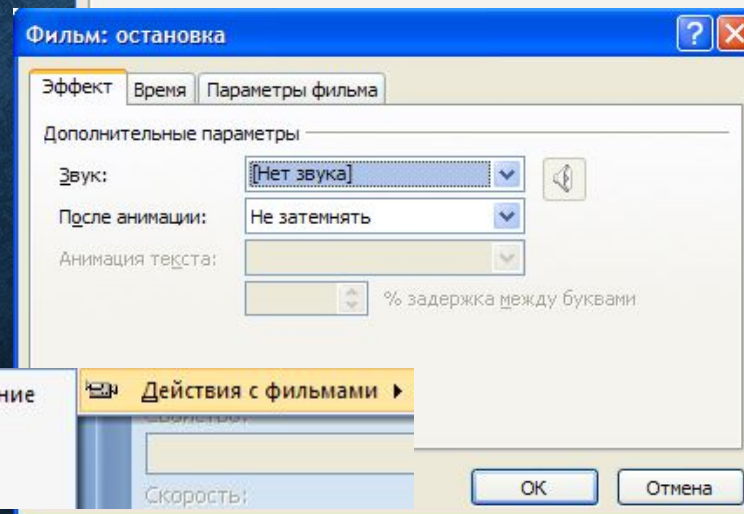 Фильм: остановка
Эффект Время Параметры фильма
Дополнительные параметры
Звук: [Нет звука]
После анимации: Не затемнять
Анимация текста:
% задержка между буквами
ние Действия с фильмами
Скорость:
ОК Отмена